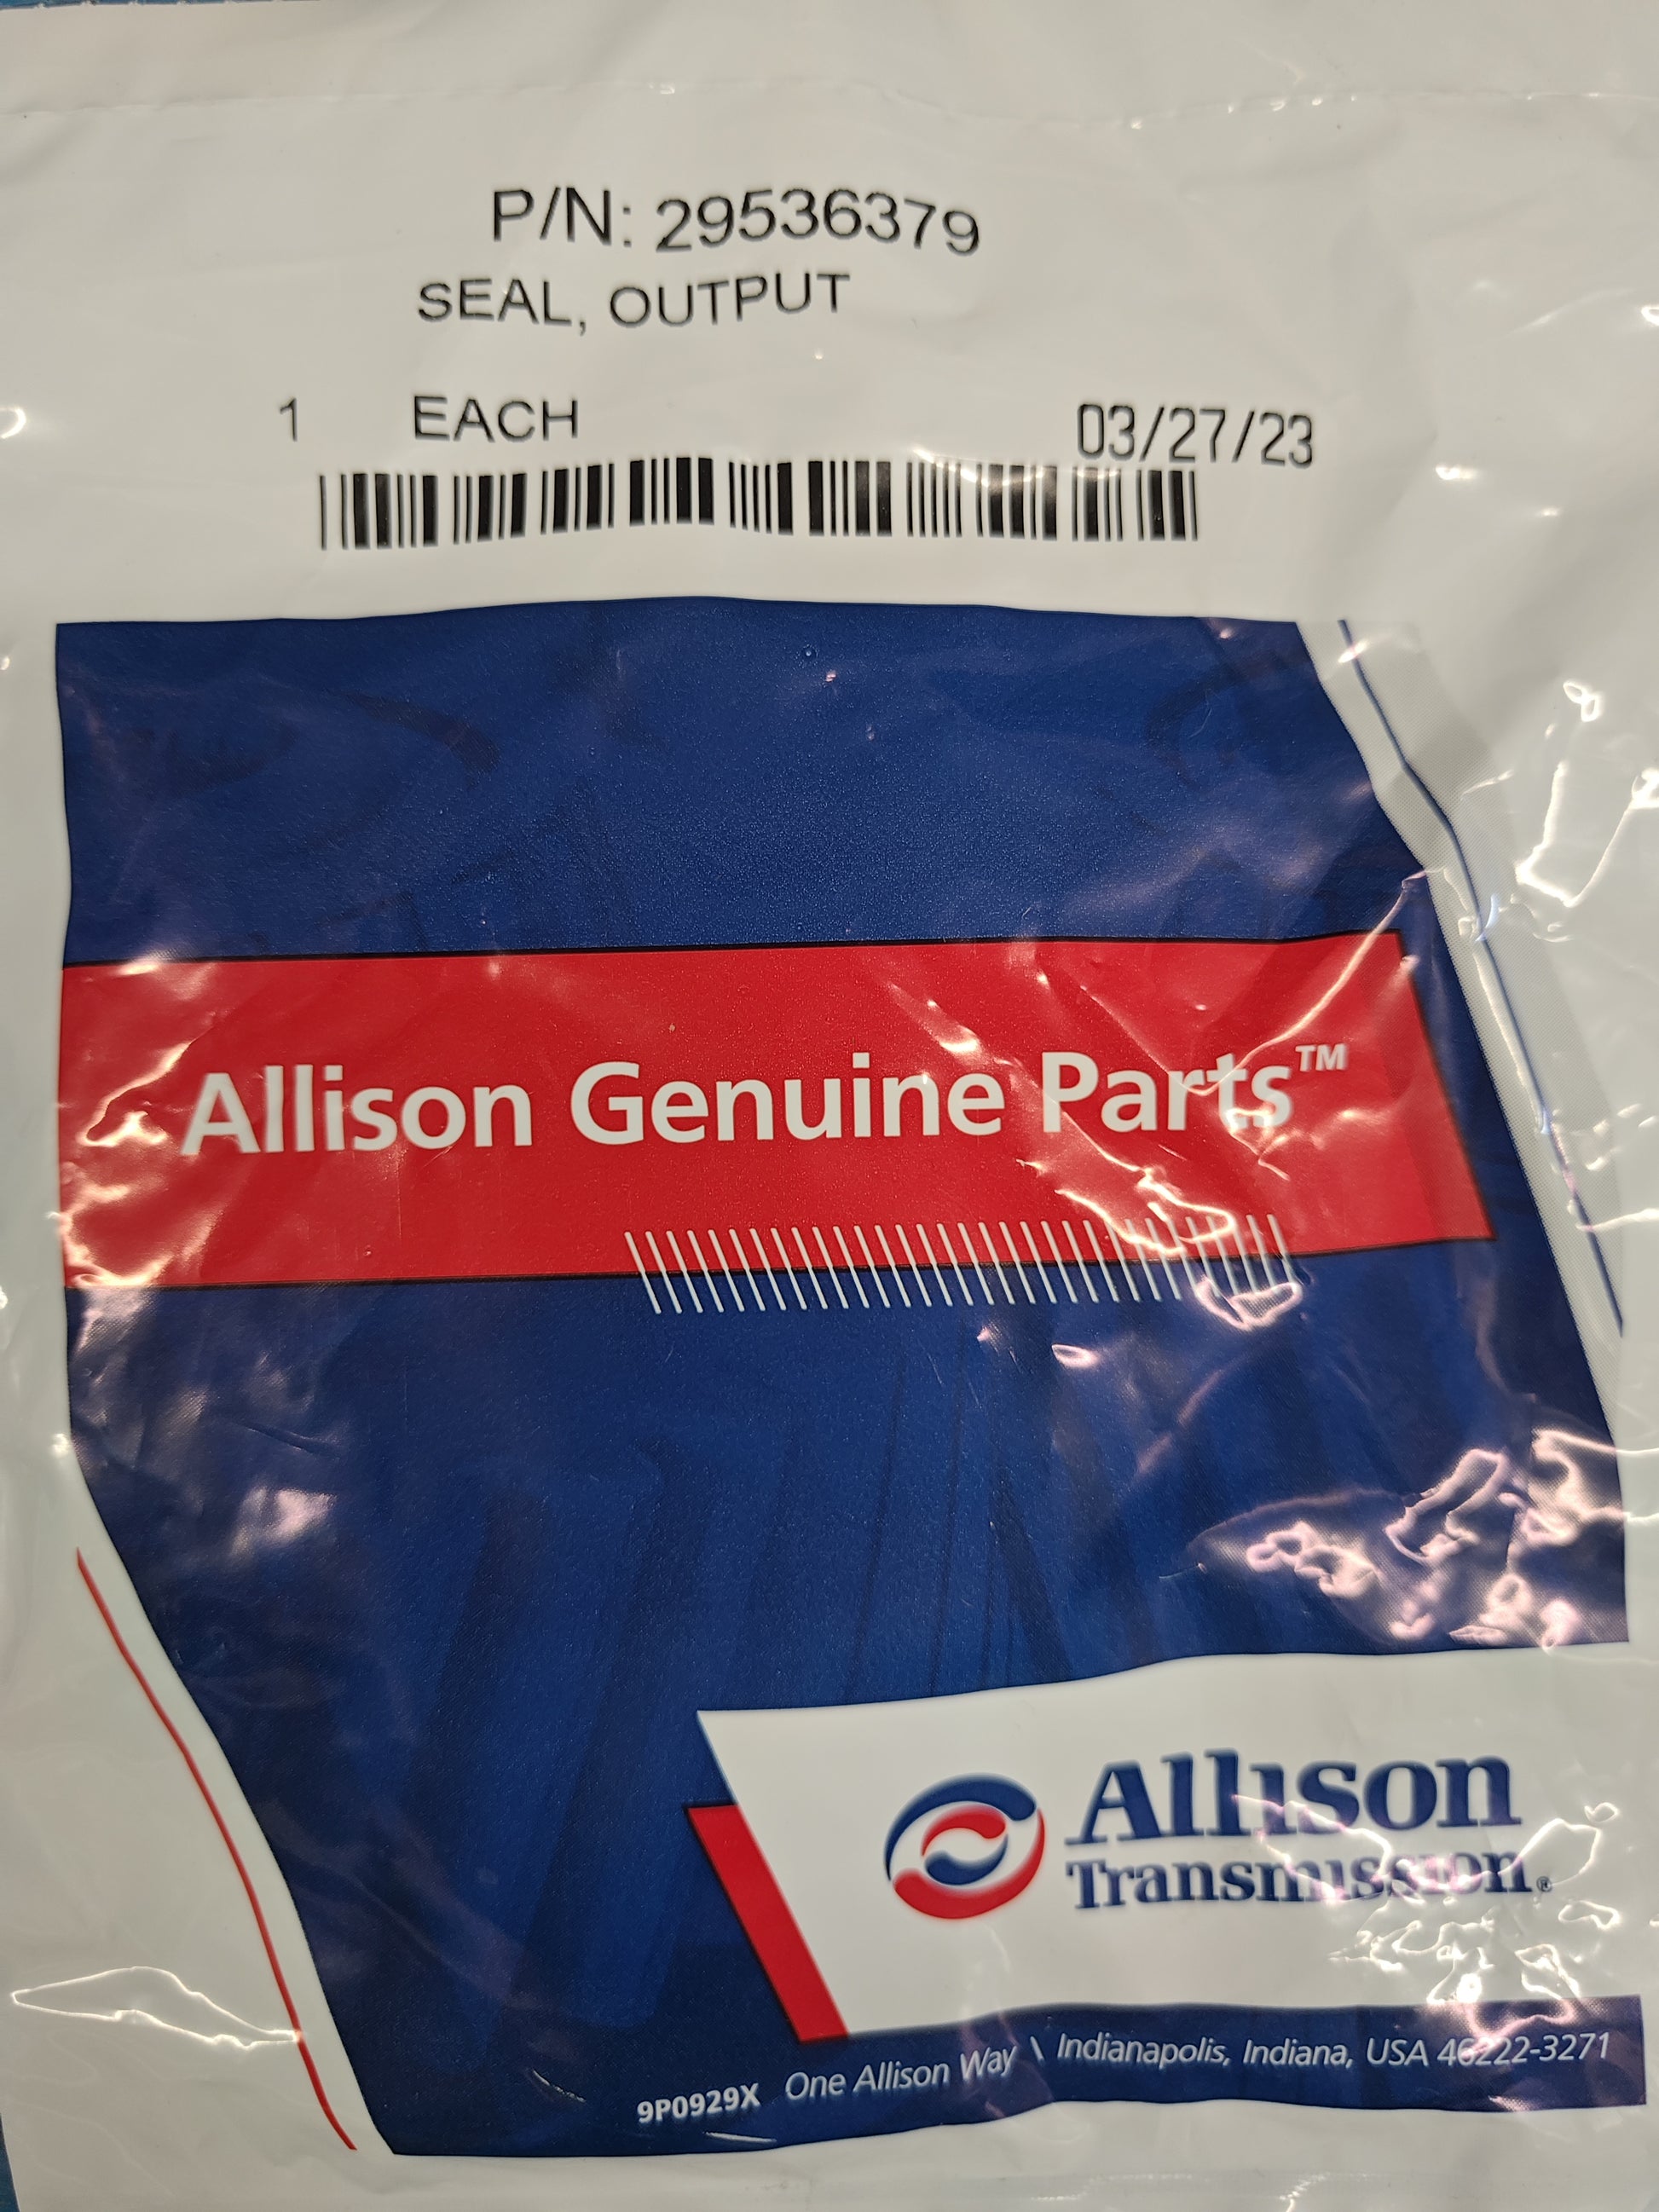 P/N: 29536379
SEAL, OUTPUT
1 EACH 03/27/23
Allison Genuine Parts™
Allison
Transmission®
9P0929X One Allison Way \ Indianapolis, Indiana, USA 46222-3271